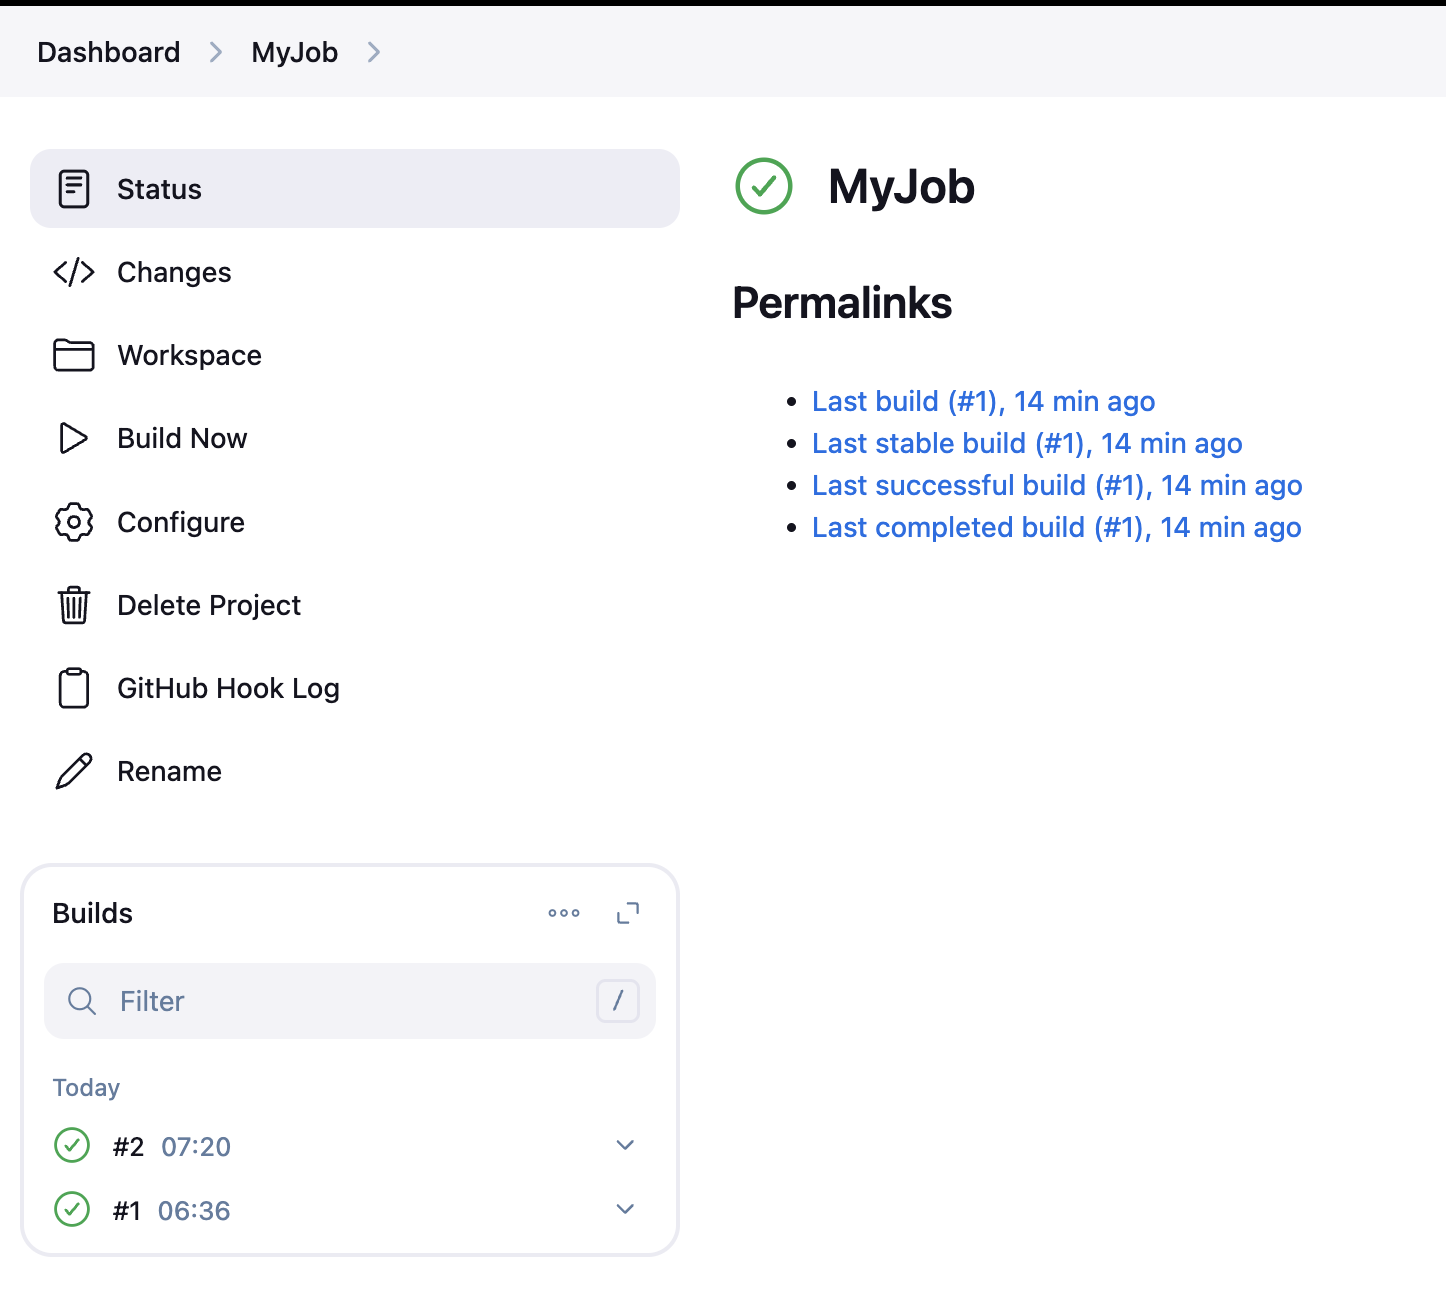 Dashboard > MyJob >
Status
Changes
Workspace
Build Now
Configure
Delete Project
GitHub Hook Log
Rename
Builds
Filter /
Today
#2 07:20
#1 06:36
MyJob
Permalinks
• Last build (#1), 14 min ago
• Last stable build (#1), 14 min ago
• Last successful build (#1), 14 min ago
• Last completed build (#1), 14 min ago